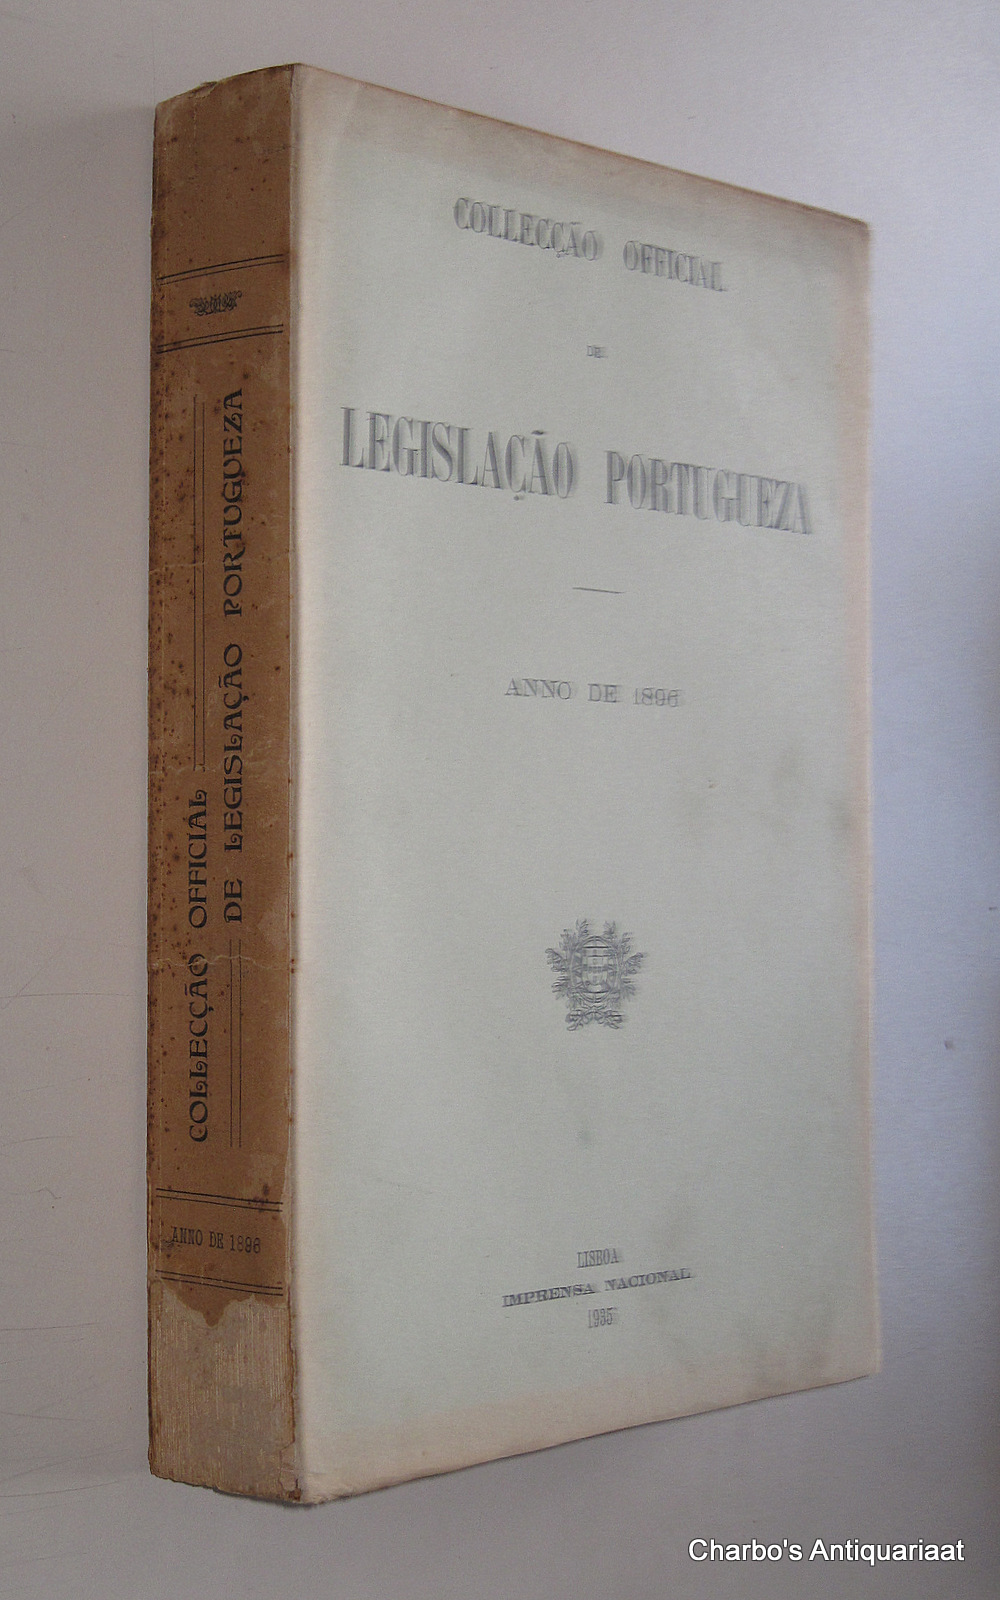 COLLECÇÃO OFFICIAL
DE LEGISLAÇÃO PORTUGUEZA
ANNO DE 1896
COLLECÇÃO OFFICIAL
DE
LEGISLAÇÃO PORTUGUEZA
ANNO DE 1896
LISBOA
IMPRENSA NACIONAL
1935
Charbo's Antiquariaat